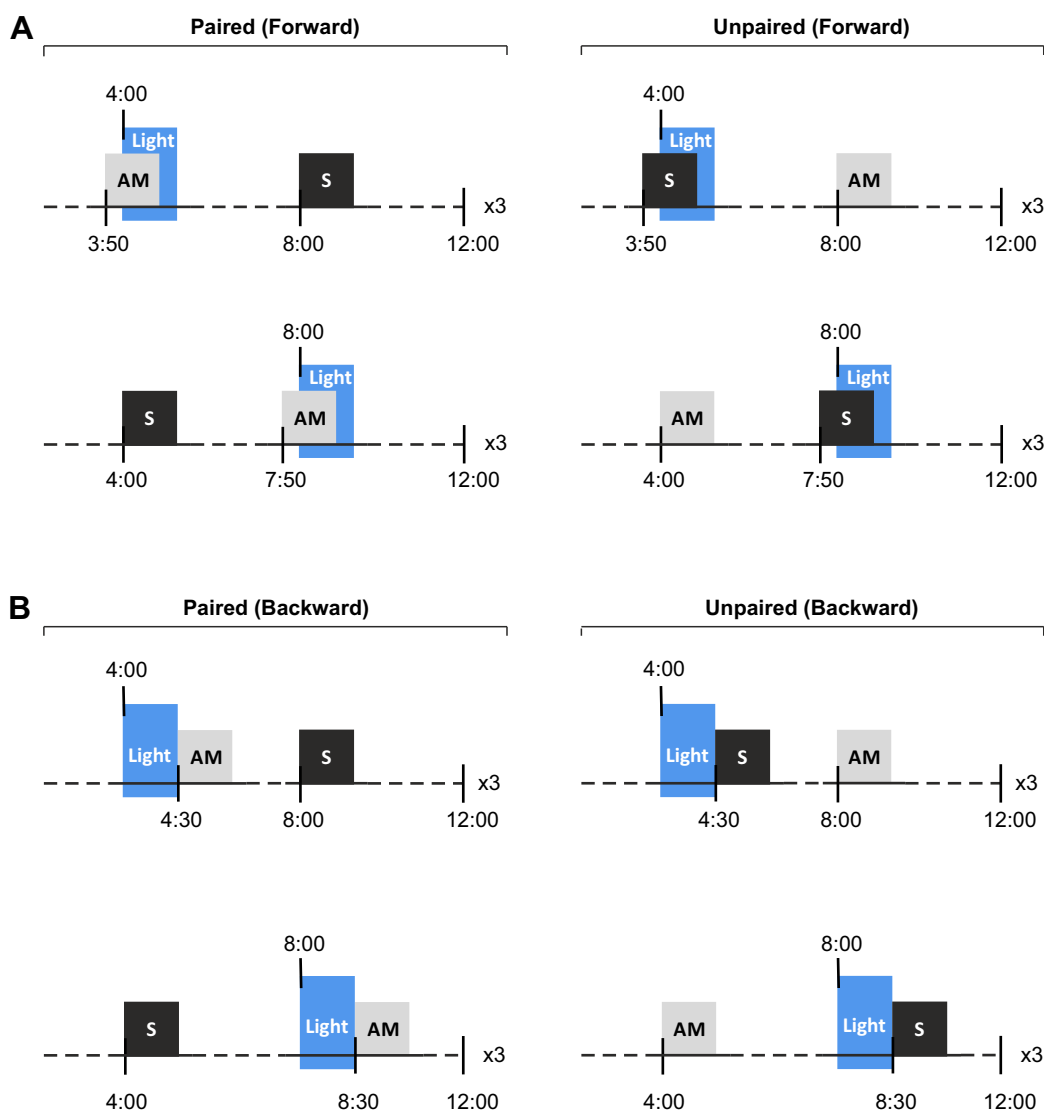 A
Paired (Forward)
Unpaired (Forward)
4:00
4:00
Light
Light
AM
S
S
AM
x3
x3
3:50
8:00
12:00
3:50
8:00
12:00
8:00
8:00
Light
Light
S
AM
AM
S
x3
x3
4:00
7:50
12:00
4:00
7:50
12:00
B
Paired (Backward)
Unpaired (Backward)
4:00
4:00
Light
AM
S
Light
S
AM
x3
x3
4:30
8:00
12:00
4:30
8:00
12:00
8:00
8:00
S
Light
AM
AM
Light
S
x3
x3
4:00
8:30
12:00
4:00
8:30
12:00